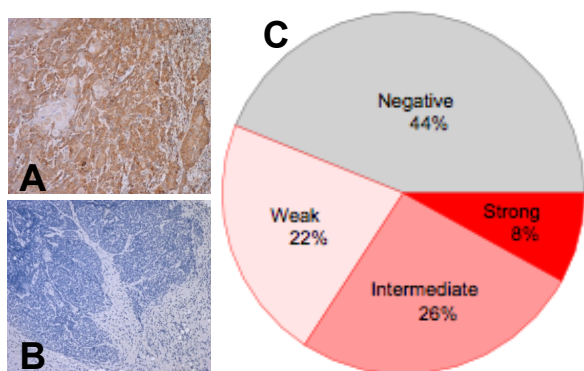 A
B
C
Negative
44%
Strong
8%
Weak
22%
Intermediate
26%